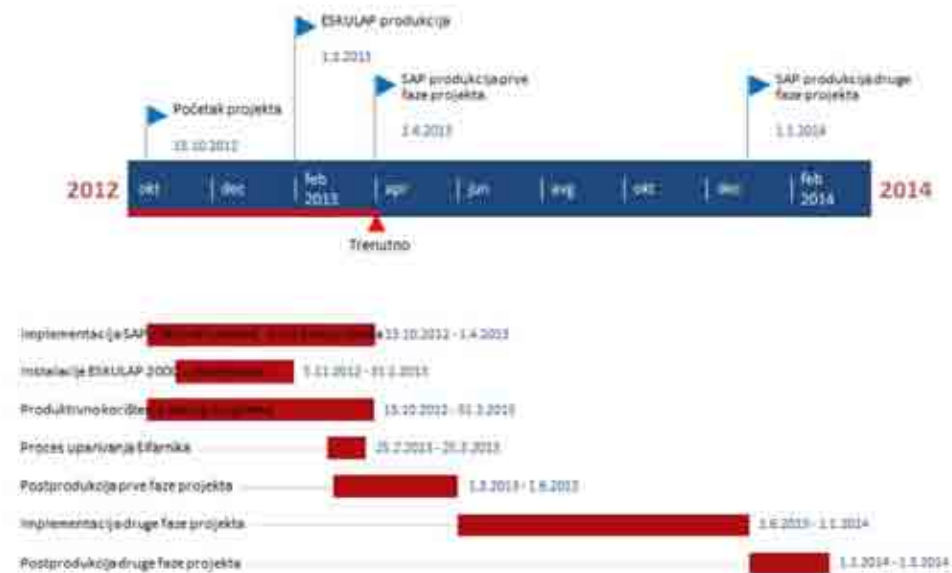 ESKULAP produkcija
1.2.2013
SAP produkcija prve
faze projekta
1.4.2013
SAP produkcija druge
faze projekta
1.1.2014
Početak projekta
15.10.2012
2012
okt
dec
feb
2013
apr
jun
avg
okt
dec
feb
2014
2014
Trenutno
Implementacija SAP
15.10.2012 - 1.4.2013
Instalacije ESKULAP 2000
5.11.2012 - 31.1.2013
Produktivno korišten
15.10.2012 - 31.3.2013
Proces uparivanja šifarnika
25.2.2013 - 25.3.2013
Postprodukcija prve faze projekta
1.3.2013 - 1.6.2013
Implementacija druge faze projekta
1.6.2013 - 1.1.2014
Postprodukcija druge faze projekta
1.1.2014 - 1.3.2014